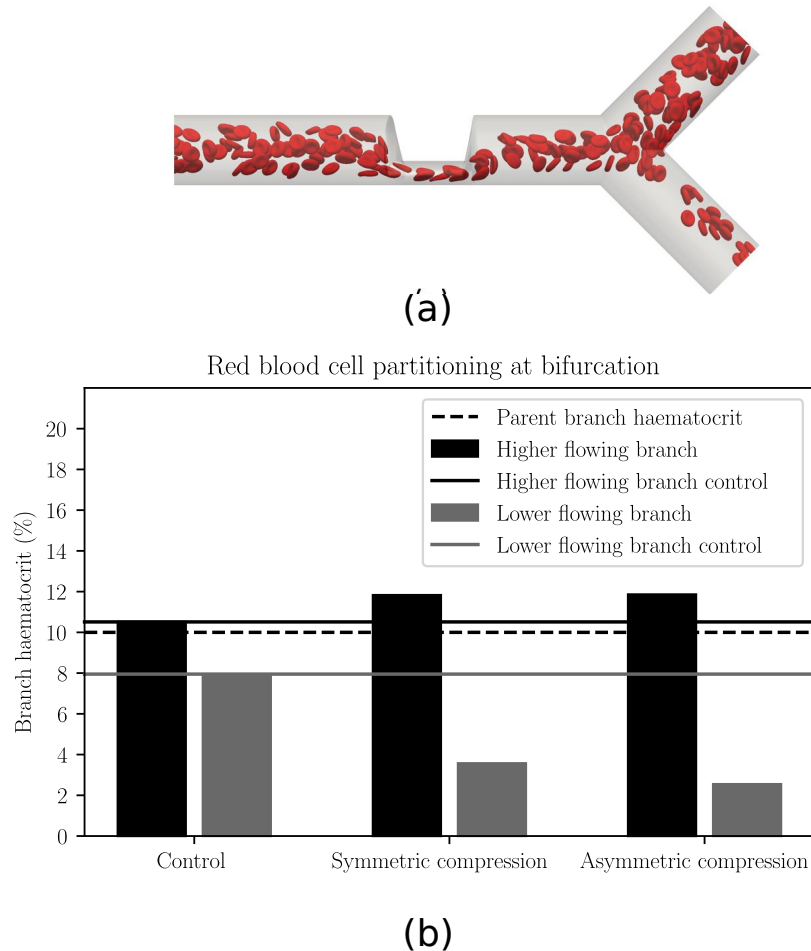 (a)
Red blood cell partitioning at bifurcation
Branch haematocrit (%)
20
18
16
14
12
10
8
6
4
2
0
Parent branch haematocrit
Higher flowing branch
Higher flowing branch control
Lower flowing branch
Lower flowing branch control
Control
Symmetric compression
Asymmetric compression
(b)